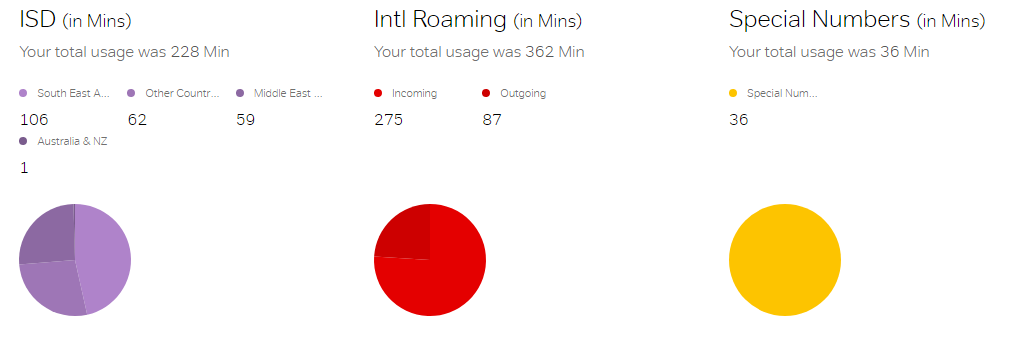 ISD (in Mins)
Your total usage was 228 Min
South East A... Other Countr... Middle East ...
106 62 59
Australia & NZ
1
Intl Roaming (in Mins)
Your total usage was 362 Min
Incoming Outgoing
275 87
Special Numbers (in Mins)
Your total usage was 36 Min
Special Num...
36